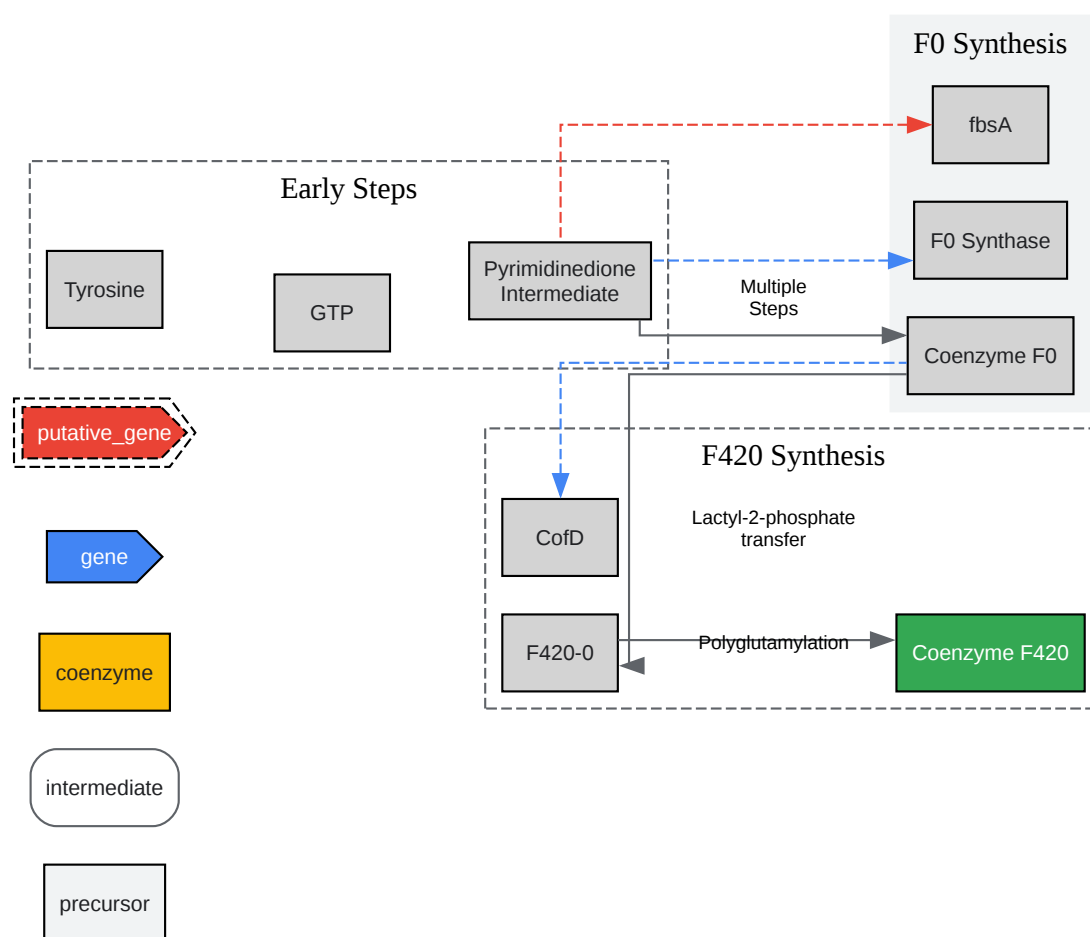 F0 Synthesis
fbsA
Early Steps
F0 Synthase
Pyrimidinedione
Intermediate
Tyrosine
GTP
Multiple
Steps
Coenzyme F0
putative_gene
F420 Synthesis
Lactyl-2-phosphate
transfer
CofD
gene
F420-0
Polyglutamylation
Coenzyme F420
coenzyme
intermediate
precursor